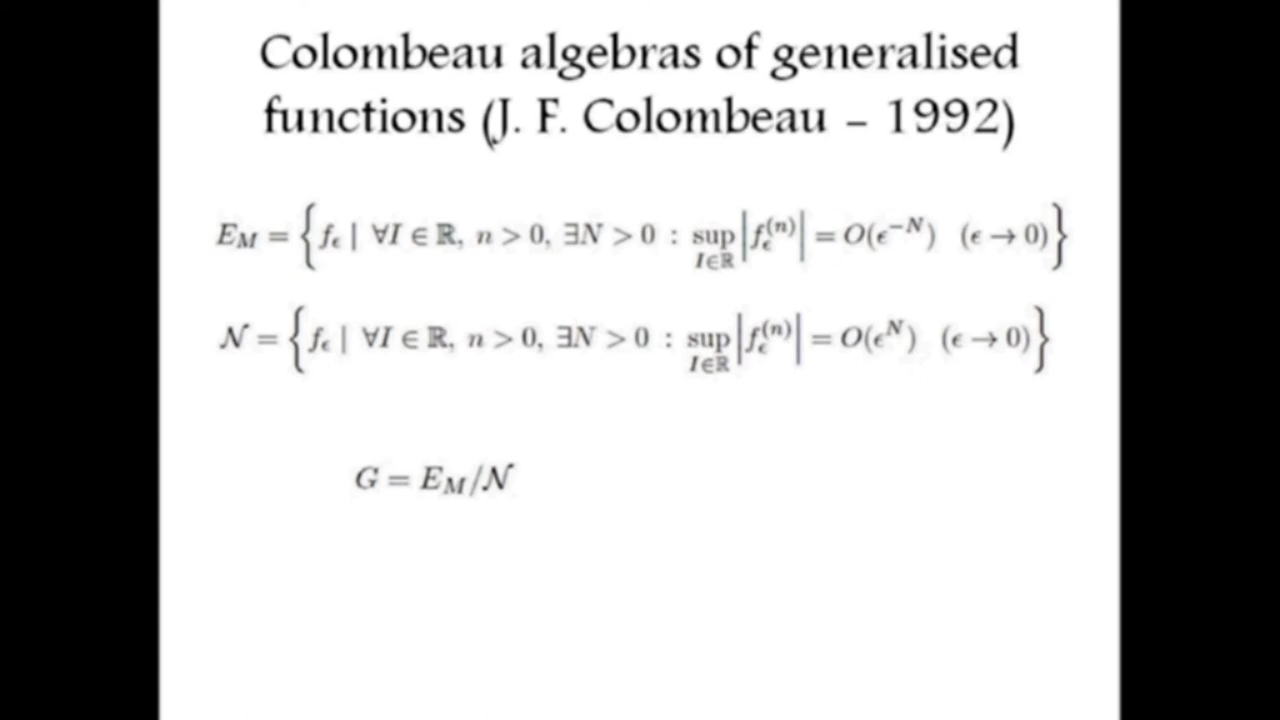 Colombeau algebras of generalised
functions (J. F. Colombeau – 1992)
E_M = { f_ϵ | ∀I ∈ ℝ, n > 0, ∃N > 0 : sup_{I∈ℝ} |f_ϵ^{(n)}| = O(ϵ^{−N}) (ϵ → 0) }
𝒩 = { f_ϵ | ∀I ∈ ℝ, n > 0, ∃N > 0 : sup_{I∈ℝ} |f_ϵ^{(n)}| = O(ϵ^N) (ϵ → 0) }
G = E_M/𝒩